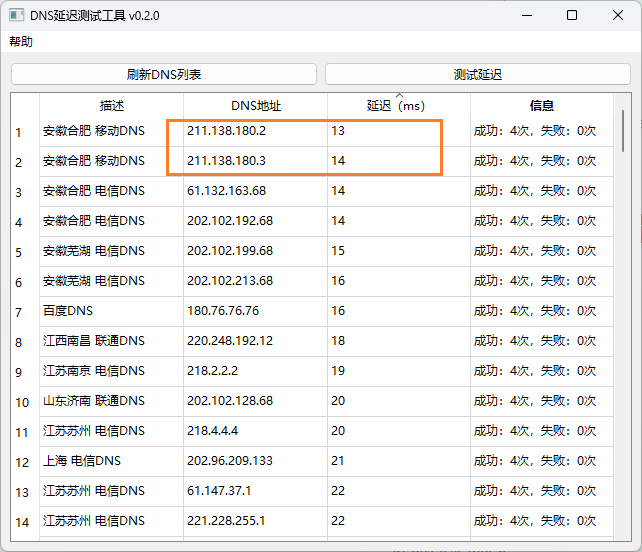 DNS延迟测试工具 v0.2.0
帮助
刷新DNS列表 测试延迟
描述 DNS地址 延迟（ms） 信息
1 安徽合肥 移动DNS 211.138.180.2 13 成功：4次，失败：0次
2 安徽合肥 移动DNS 211.138.180.3 14 成功：4次，失败：0次
3 安徽合肥 电信DNS 61.132.163.68 14 成功：4次，失败：0次
4 安徽合肥 电信DNS 202.102.192.68 14 成功：4次，失败：0次
5 安徽芜湖 电信DNS 202.102.199.68 15 成功：4次，失败：0次
6 安徽芜湖 电信DNS 202.102.213.68 16 成功：4次，失败：0次
7 百度DNS 180.76.76.76 16 成功：4次，失败：0次
8 江西南昌 联通DNS 220.248.192.12 18 成功：4次，失败：0次
9 江苏南京 电信DNS 218.2.2.2 19 成功：4次，失败：0次
10 山东济南 联通DNS 202.102.128.68 20 成功：4次，失败：0次
11 江苏苏州 电信DNS 218.4.4.4 20 成功：4次，失败：0次
12 上海 电信DNS 202.96.209.133 21 成功：4次，失败：0次
13 江苏苏州 电信DNS 61.147.37.1 22 成功：4次，失败：0次
14 江苏苏州 电信DNS 221.228.255.1 22 成功：4次，失败：0次